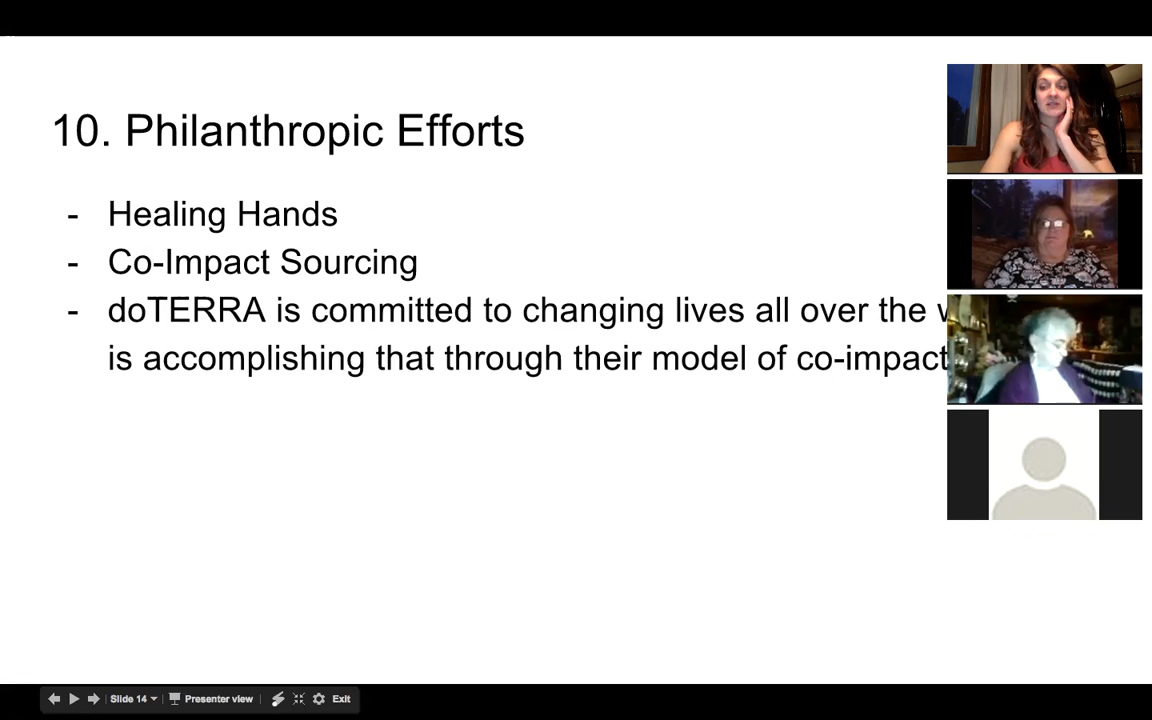 10. Philanthropic Efforts
- Healing Hands
- Co-Impact Sourcing
- doTERRA is committed to changing lives all over the
is accomplishing that through their model of co-impact
Slide 14 Presenter view Exit